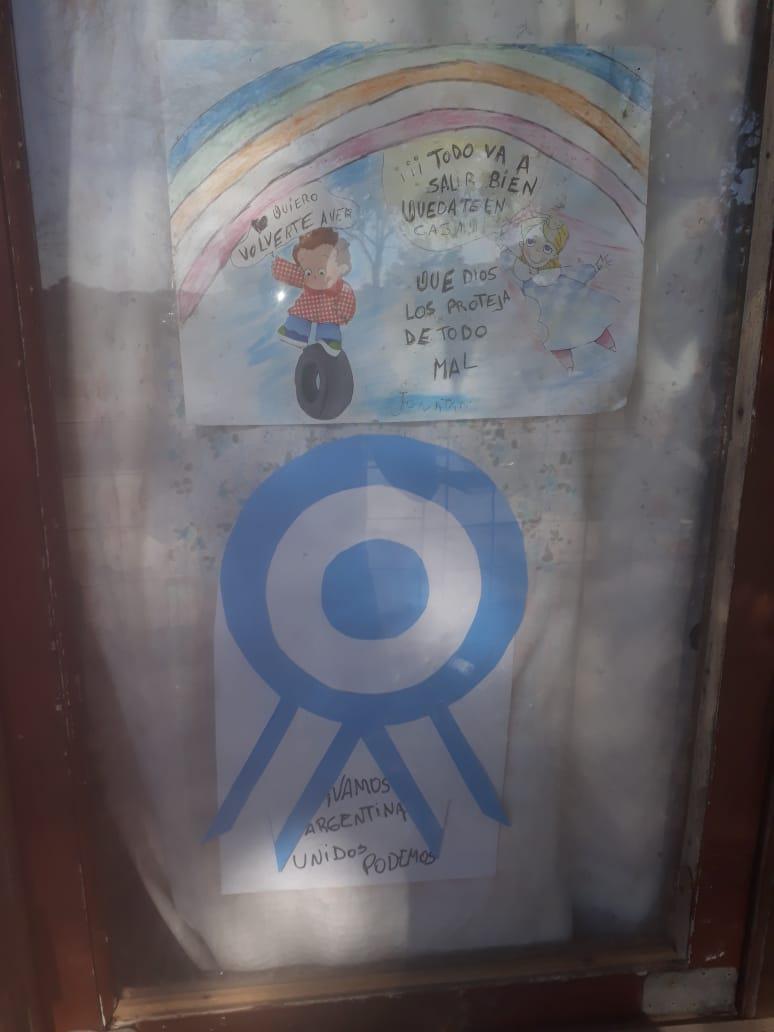 QUIERO
VOLVERTE A VER
¡¡¡ TODO VA A
SALIR BIEN
QUEDATE EN
CASA!!!
QUE DIOS
LOS PROTEJA
DE TODO
MAL
¡VAMOS
ARGENTINA
UNIDOS PODEMOS